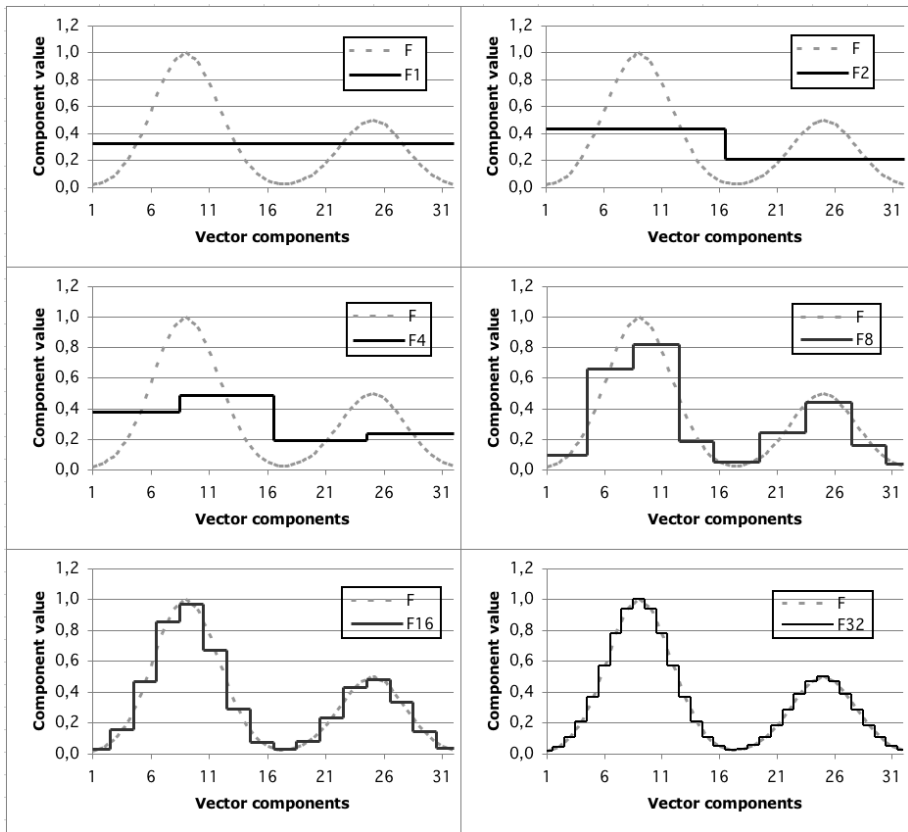 Component value
1,2
1,0
0,8
0,6
0,4
0,2
0,0
F
F1
1 6 11 16 21 26 31
Vector components
Component value
1,2
1,0
0,8
0,6
0,4
0,2
0,0
F
F2
1 6 11 16 21 26 31
Vector components
Component value
1,2
1,0
0,8
0,6
0,4
0,2
0,0
F
F4
1 6 11 16 21 26 31
Vector components
Component value
1,2
1,0
0,8
0,6
0,4
0,2
0,0
F
F8
1 6 11 16 21 26 31
Vector components
Component value
1,2
1,0
0,8
0,6
0,4
0,2
0,0
F
F16
1 6 11 16 21 26 31
Vector components
Component value
1,2
1,0
0,8
0,6
0,4
0,2
0,0
F
F32
1 6 11 16 21 26 31
Vector components